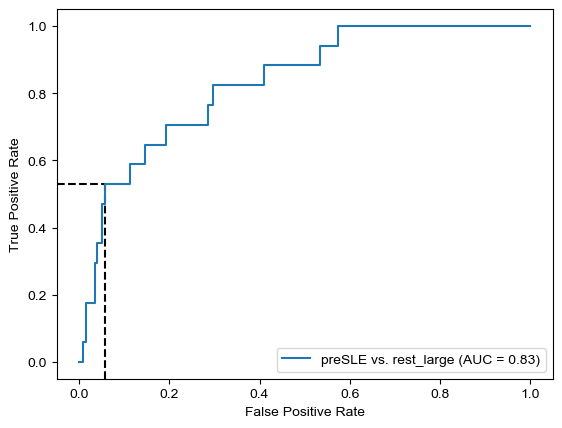 1.0
0.8
0.6
0.4
0.2
0.0
True Positive Rate
preSLE vs. rest_large (AUC = 0.83)
0.0 0.2 0.4 0.6 0.8 1.0
False Positive Rate